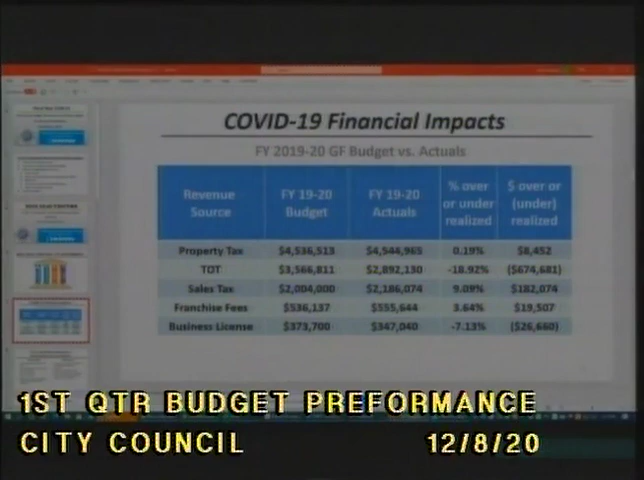 COVID-19 Financial Impacts
FY 2019-20 GF Budget vs. Actuals
Revenue Source FY 19-20 Budget FY 19-20 Actuals % over or under realized $ over or (under) realized
Property Tax $4,536,513 $4,544,965 0.19% $8,452
TOT $3,566,811 $2,892,130 -18.92% ($674,681)
Sales Tax $2,004,000 $2,186,074 9.09% $182,074
Franchise Fees $536,137 $555,644 3.64% $19,507
Business License $373,700 $347,040 -7.13% ($26,660)
1ST QTR BUDGET PREFORMANCE
CITY COUNCIL 12/8/20